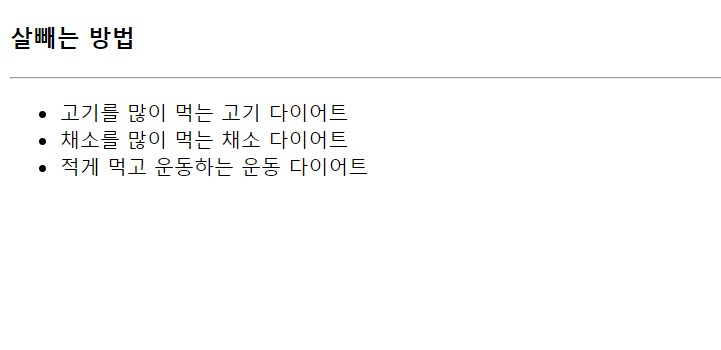 살빼는 방법
고기를 많이 먹는 고기 다이어트
채소를 많이 먹는 채소 다이어트
적게 먹고 운동하는 운동 다이어트